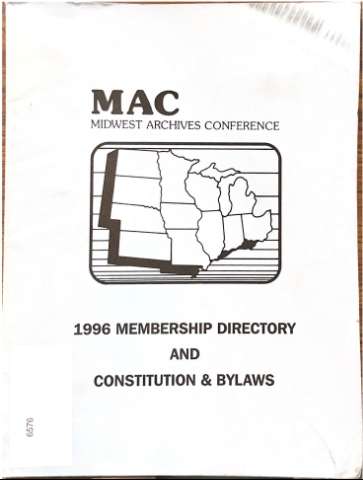 MAC
MIDWEST ARCHIVES CONFERENCE
1996 MEMBERSHIP DIRECTORY
AND
CONSTITUTION & BYLAWS
6576